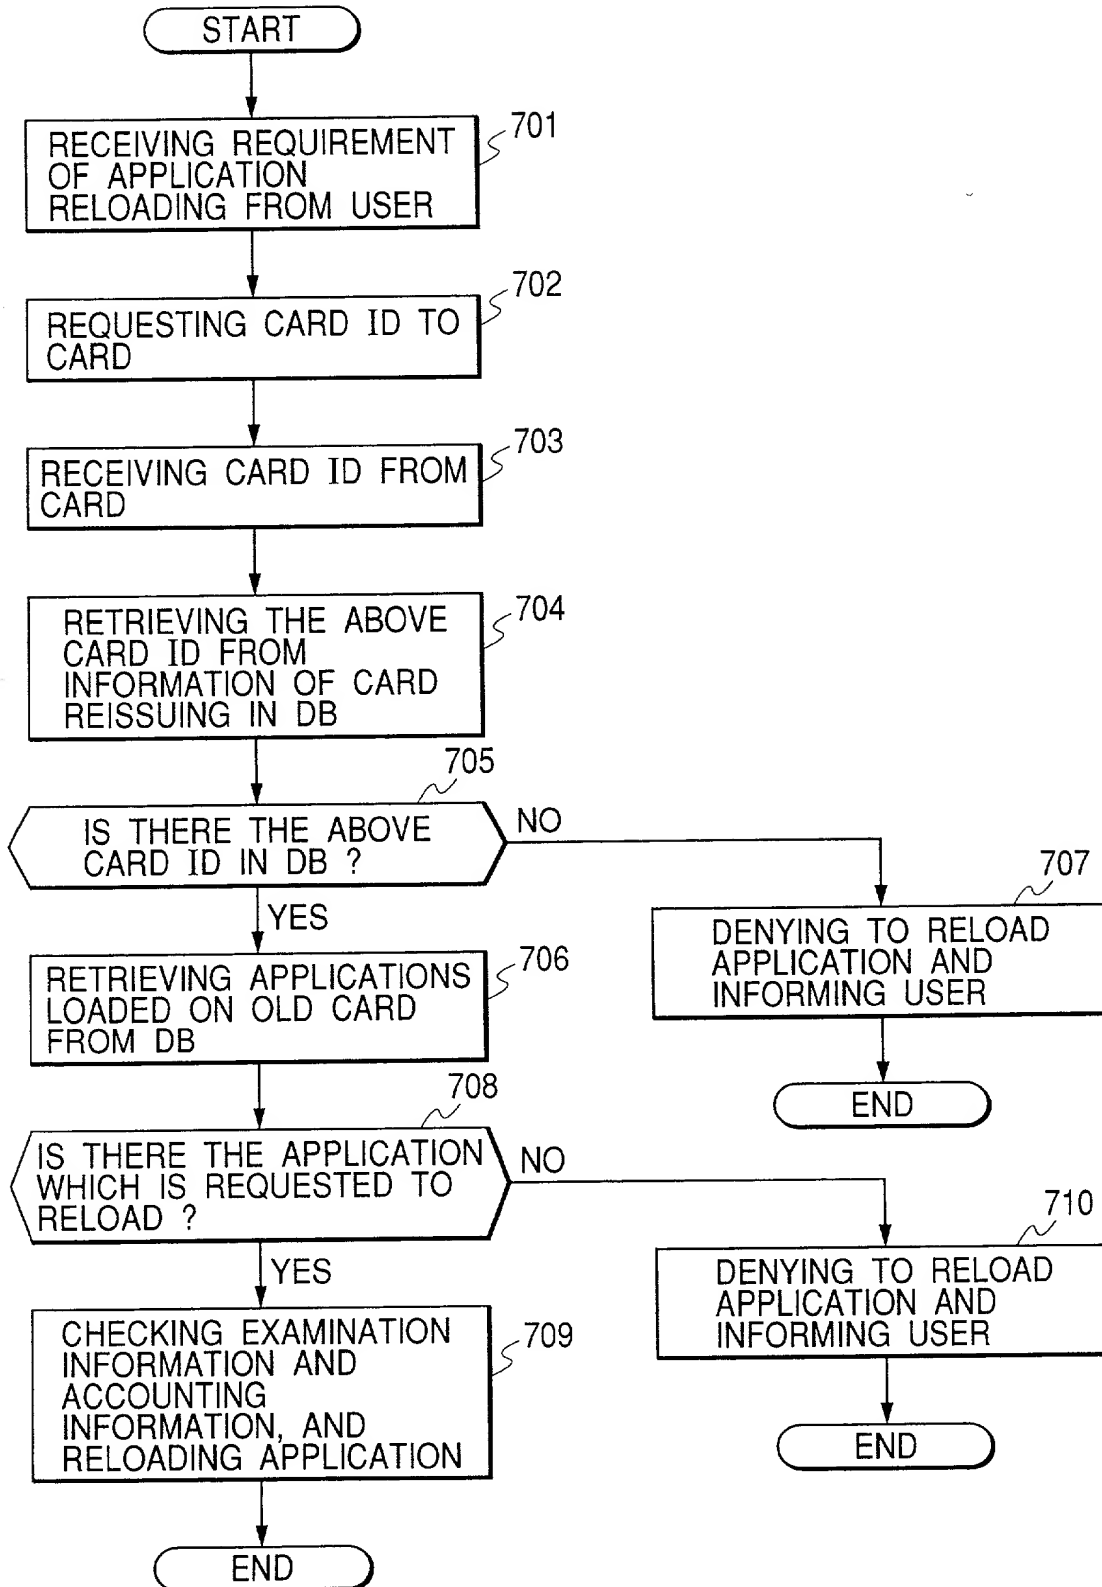 START
701
RECEIVING REQUIREMENT
OF APPLICATION
RELOADING FROM USER
702
REQUESTING CARD ID TO
CARD
703
RECEIVING CARD ID FROM
CARD
704
RETRIEVING THE ABOVE
CARD ID FROM
INFORMATION OF CARD
REISSUING IN DB
705
IS THERE THE ABOVE
CARD ID IN DB ?
NO
YES
707
DENYING TO RELOAD
APPLICATION AND
INFORMING USER
END
706
RETRIEVING APPLICATIONS
LOADED ON OLD CARD
FROM DB
708
IS THERE THE APPLICATION
WHICH IS REQUESTED TO
RELOAD ?
NO
YES
710
DENYING TO RELOAD
APPLICATION AND
INFORMING USER
END
709
CHECKING EXAMINATION
INFORMATION AND
ACCOUNTING
INFORMATION, AND
RELOADING APPLICATION
END